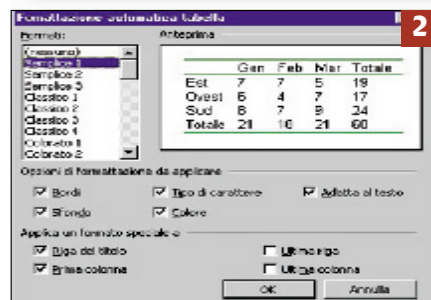 Formattazione automatica tabella
2
Formati:
Anteprima
(nessuno)
Semplice 1
Semplice 2
Semplice 3
Classico 1
Classico 2
Classico 3
Classico 4
Colorato 1
Colorato 2
Gen Feb Mar Totale
Est 7 7 5 19
Ovest 6 4 7 17
Sud 8 7 9 24
Totale 21 18 21 60
Opzioni di formattazione da applicare
Bordi Tipo di carattere Adatta al testo
Sfondo Colore
Applica un formato speciale a
Riga del titolo Ultima riga
Prima colonna Ultima colonna
OK Annulla